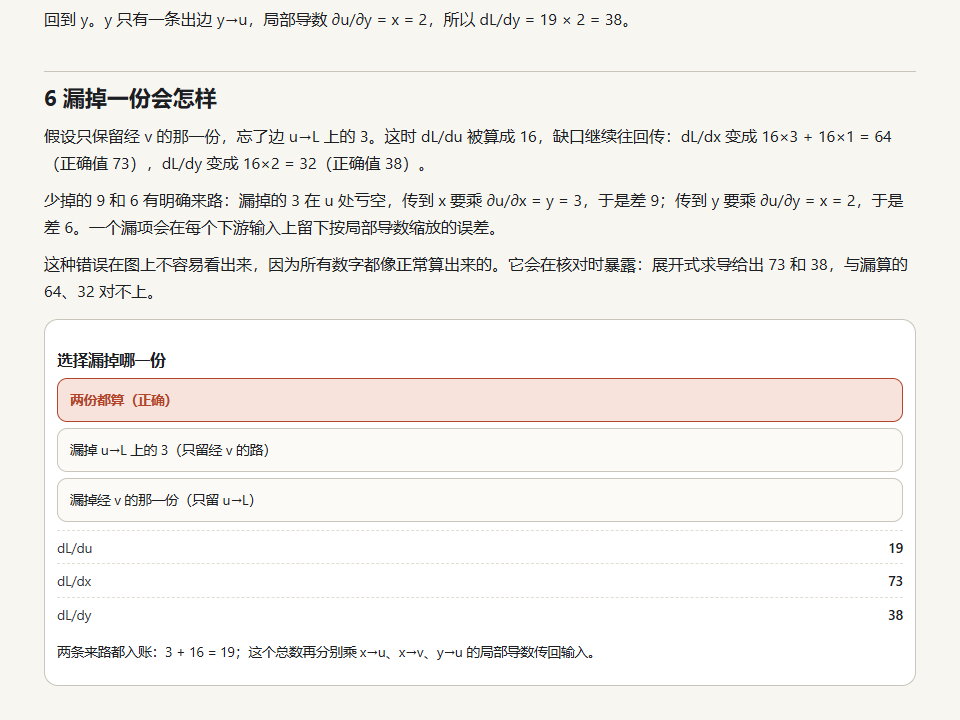 回到 y。y 只有一条出边 y→u，局部导数 ∂u/∂y = x = 2，所以 dL/dy = 19 × 2 = 38。
6 漏掉一份会怎样
假设只保留经 v 的那一份，忘了边 u→L 上的 3。这时 dL/du 被算成 16，缺口继续往回传：dL/dx 变成 16×3 + 16×1 = 64
（正确值 73），dL/dy 变成 16×2 = 32（正确值 38）。
少掉的 9 和 6 有明确来路：漏掉的 3 在 u 处亏空，传到 x 要乘 ∂u/∂x = y = 3，于是差 9；传到 y 要乘 ∂u/∂y = x = 2，于是
差 6。一个漏项会在每个下游输入上留下按局部导数缩放的误差。
这种错误在图上不容易看出来，因为所有数字都像正常算出来的。它会在核对时暴露：展开式求导给出 73 和 38，与漏算的
64、32 对不上。
选择漏掉哪一份
两份都算（正确）
漏掉 u→L 上的 3（只留经 v 的路）
漏掉经 v 的那一份（只留 u→L）
dL/du 19
dL/dx 73
dL/dy 38
两条来路都入账：3 + 16 = 19；这个总数再分别乘 x→u、x→v、y→u 的局部导数传回输入。